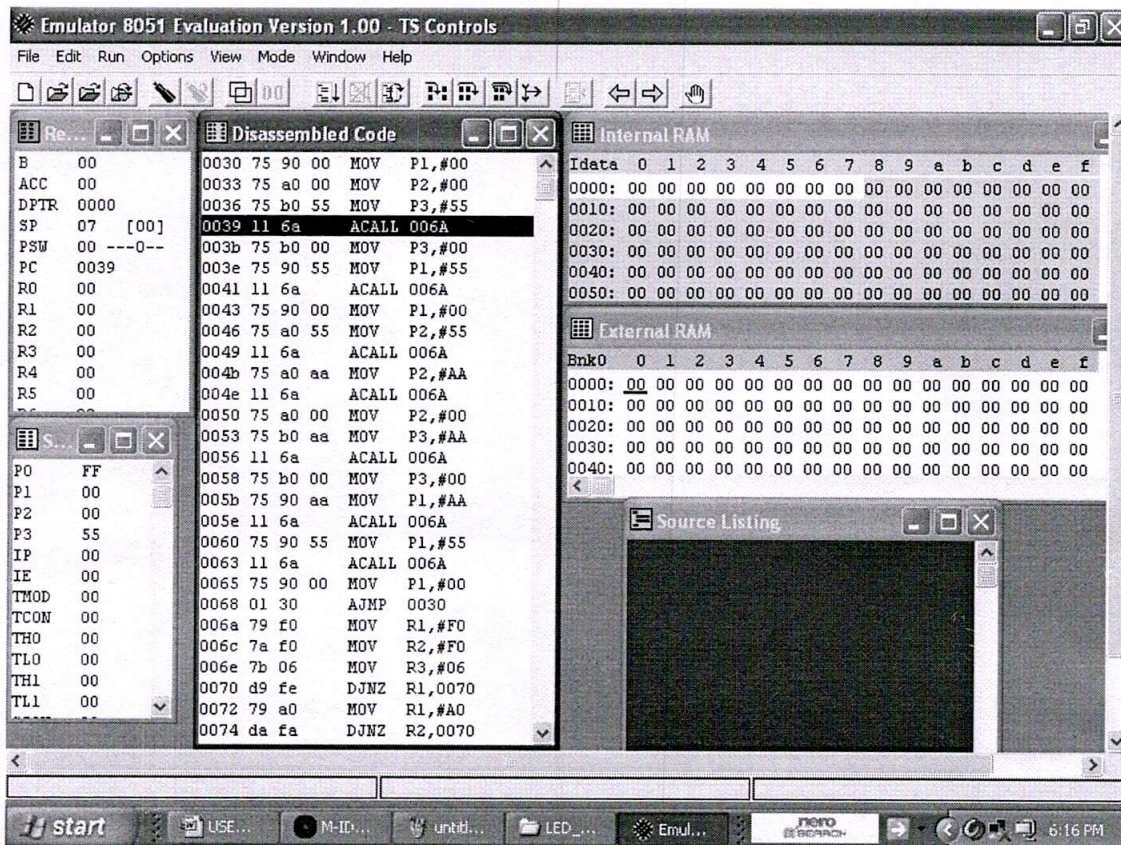 Emulator 8051 Evaluation Version 1.00 - TS Controls
File Edit Run Options View Mode Window Help
Re...
B 00
ACC 00
DPTR 0000
SP 07 [00]
PSW 00 ---0--
PC 0039
R0 00
R1 00
R2 00
R3 00
R4 00
R5 00
S...
P0 FF
P1 00
P2 00
P3 55
IP 00
IE 00
TMOD 00
TCON 00
TH0 00
TL0 00
TH1 00
TL1 00
Disassembled Code
0030 75 90 00 MOV P1,#00
0033 75 a0 00 MOV P2,#00
0036 75 b0 55 MOV P3,#55
0039 11 6a ACALL 006A
003b 75 b0 00 MOV P3,#00
003e 75 90 55 MOV P1,#55
0041 11 6a ACALL 006A
0043 75 90 00 MOV P1,#00
0046 75 a0 55 MOV P2,#55
0049 11 6a ACALL 006A
004b 75 a0 aa MOV P2,#AA
004e 11 6a ACALL 006A
0050 75 a0 00 MOV P2,#00
0053 75 b0 aa MOV P3,#AA
0056 11 6a ACALL 006A
0058 75 b0 00 MOV P3,#00
005b 75 90 aa MOV P1,#AA
005e 11 6a ACALL 006A
0060 75 90 55 MOV P1,#55
0063 11 6a ACALL 006A
0065 75 90 00 MOV P1,#00
0068 01 30 AJMP 0030
006a 79 f0 MOV R1,#F0
006c 7a f0 MOV R2,#F0
006e 7b 06 MOV R3,#06
0070 d9 fe DJNZ R1,0070
0072 79 a0 MOV R1,#A0
0074 da fa DJNZ R2,0070
Internal RAM
Idata 0 1 2 3 4 5 6 7 8 9 a b c d e f
0000: 00 00 00 00 00 00 00 00 00 00 00 00 00 00 00 00
0010: 00 00 00 00 00 00 00 00 00 00 00 00 00 00 00 00
0020: 00 00 00 00 00 00 00 00 00 00 00 00 00 00 00 00
0030: 00 00 00 00 00 00 00 00 00 00 00 00 00 00 00 00
0040: 00 00 00 00 00 00 00 00 00 00 00 00 00 00 00 00
0050: 00 00 00 00 00 00 00 00 00 00 00 00 00 00 00 00
External RAM
Bnk0 0 1 2 3 4 5 6 7 8 9 a b c d e f
0000: 00 00 00 00 00 00 00 00 00 00 00 00 00 00 00 00
0010: 00 00 00 00 00 00 00 00 00 00 00 00 00 00 00 00
0020: 00 00 00 00 00 00 00 00 00 00 00 00 00 00 00 00
0030: 00 00 00 00 00 00 00 00 00 00 00 00 00 00 00 00
0040: 00 00 00 00 00 00 00 00 00 00 00 00 00 00 00 00
Source Listing
start USE... M-ID... untitl... LED_... Emul... nero SEARCH 6:16 PM